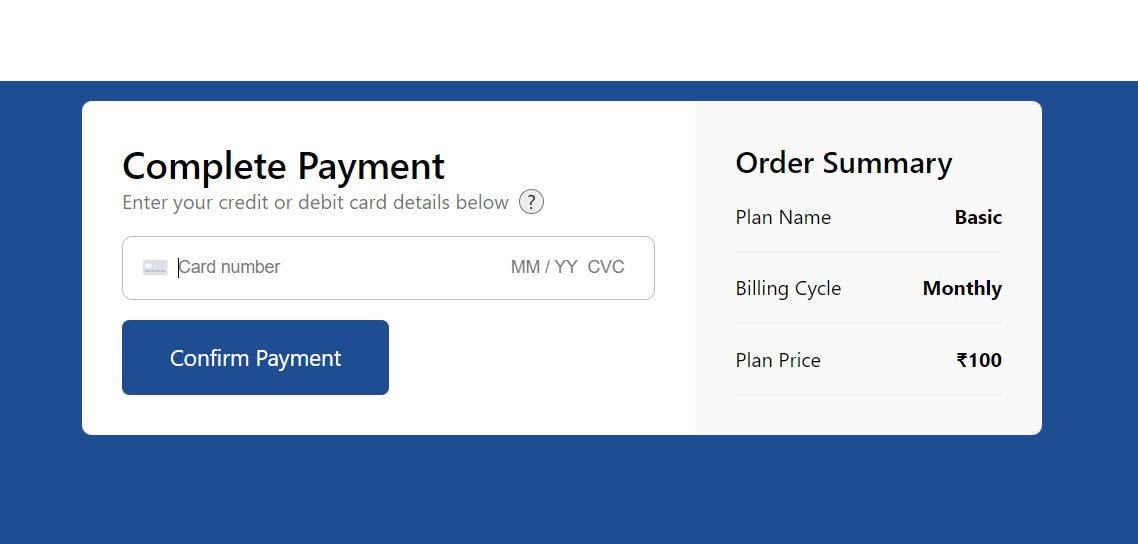 Complete Payment
Enter your credit or debit card details below ?
Card number MM / YY CVC
Confirm Payment
Order Summary
Plan Name Basic
Billing Cycle Monthly
Plan Price ₹100